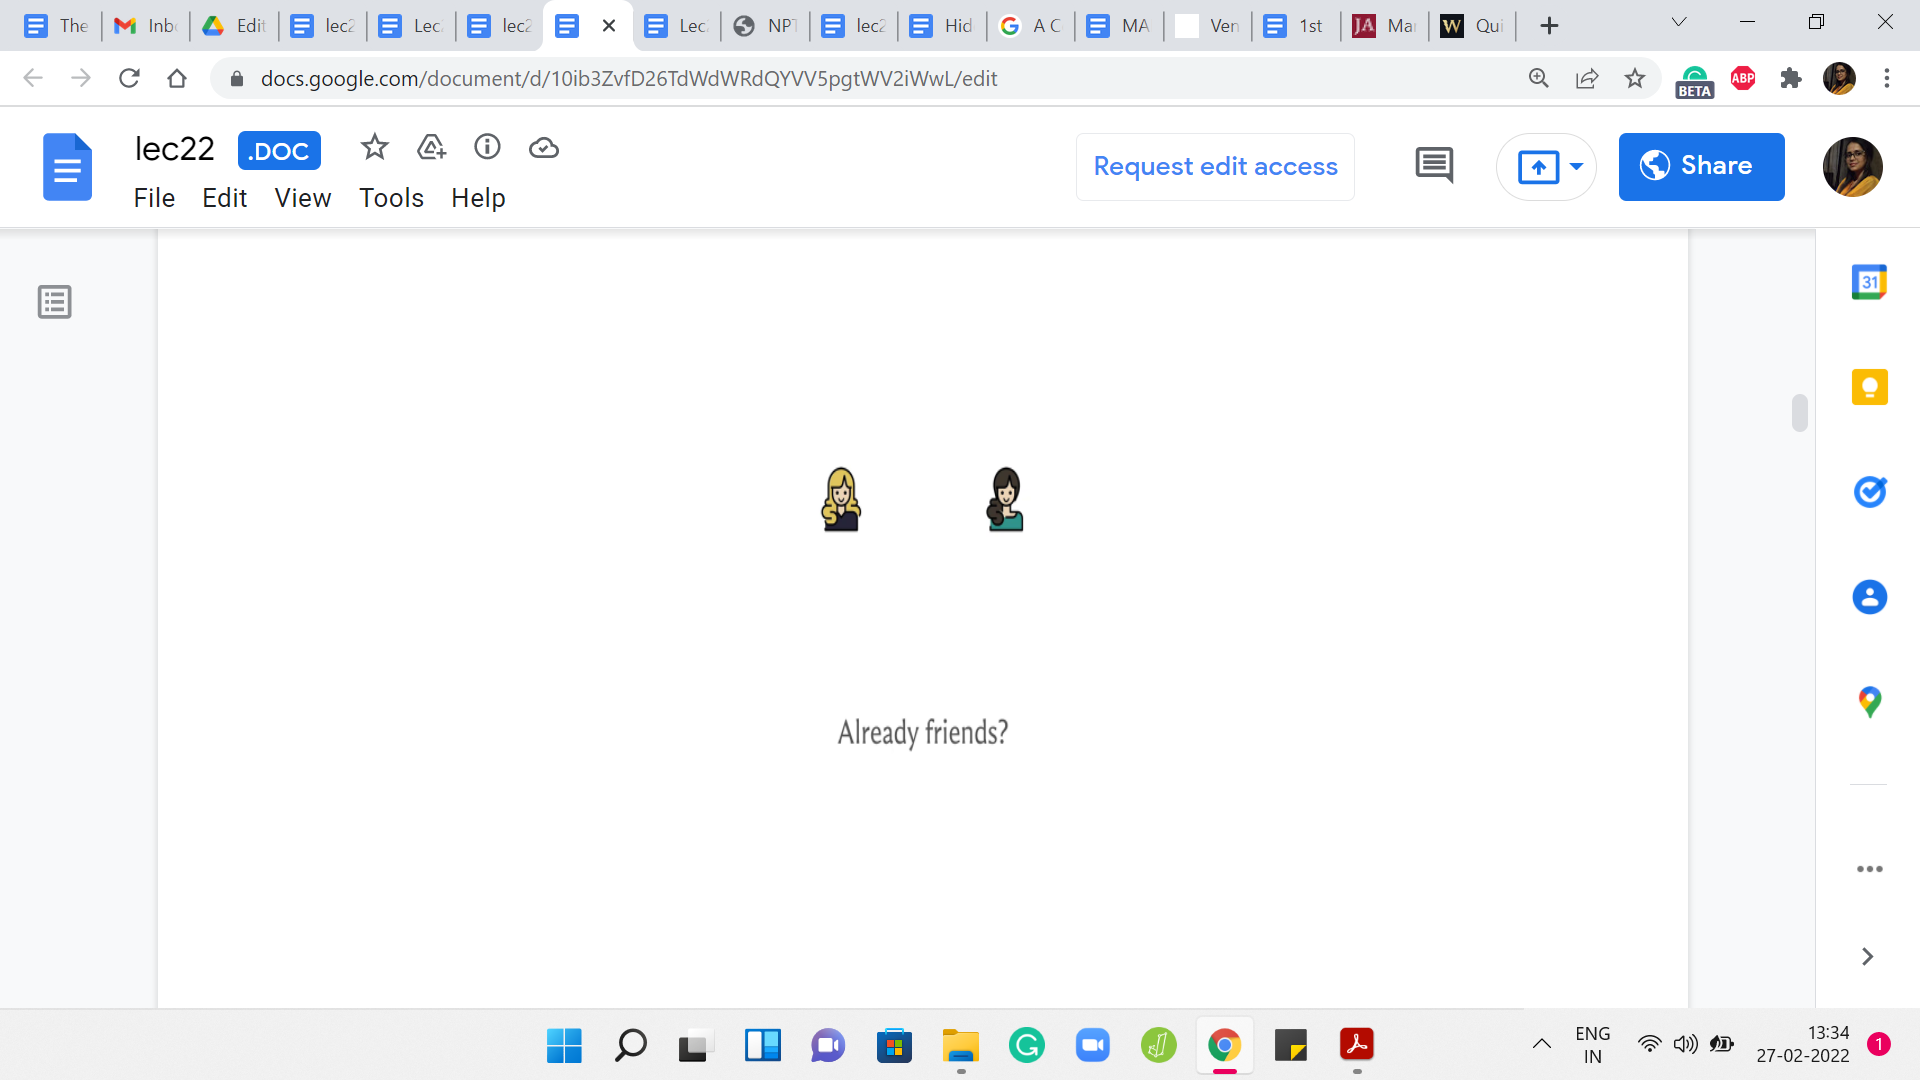 The
Inb
Edit
lec2
Lec
lec2
Lec
NPT
lec2
Hid
A C
MA
Ven
1st
Ma
Qui
docs.google.com/document/d/10ib3ZvfD26TdWdWRdQYVV5pgtWV2iWwL/edit
BETA
ABP
lec22 .DOC
File Edit View Tools Help
Request edit access
Share
31
Already friends?
ENG
IN
13:34
27-02-2022
1